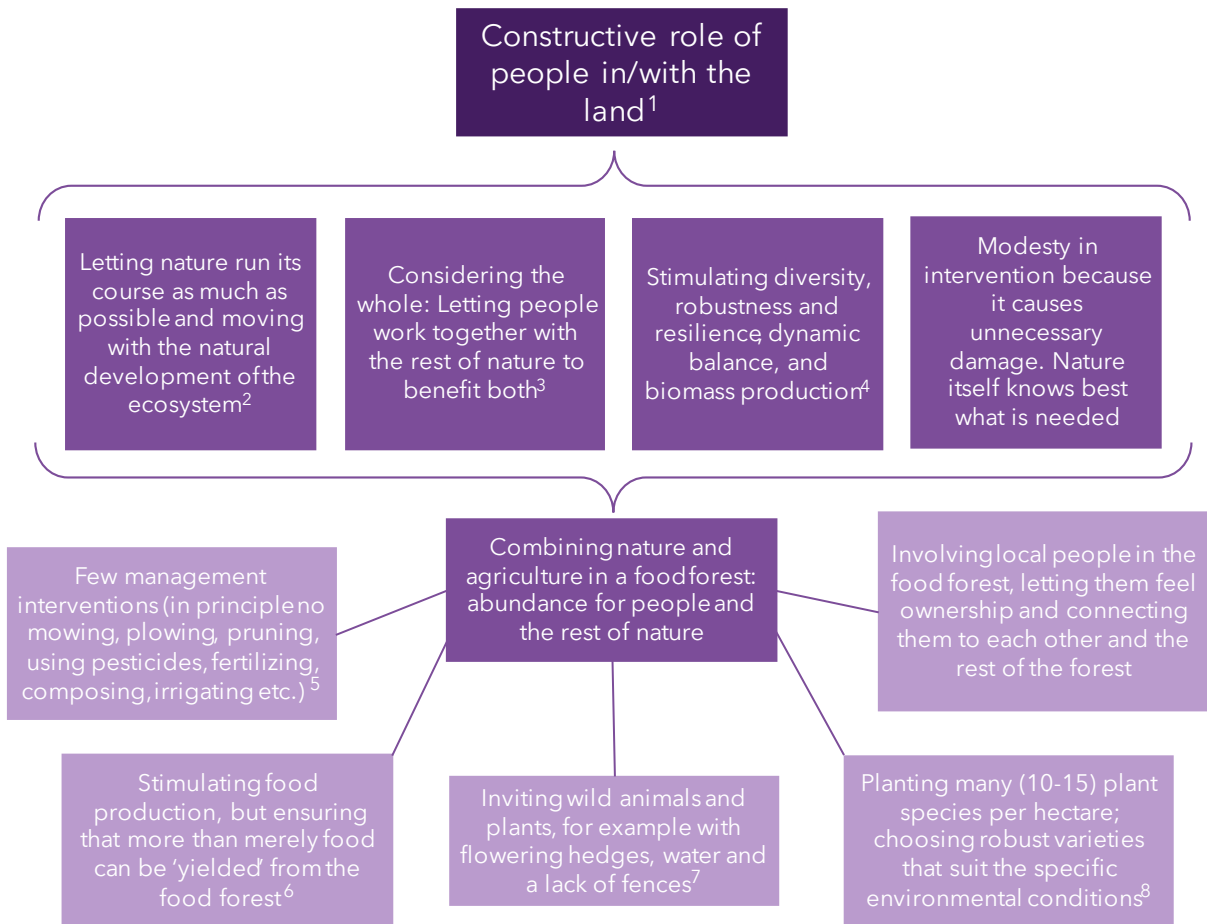 Constructive role of
people in/with the
land1
Letting nature run its
course as much as
possible and moving
with the natural
development of the
ecosystem2
Considering the
whole: Letting people
work together with
the rest of nature to
benefit both3
Stimulating diversity,
robustness and
resilience, dynamic
balance, and
biomass production4
Modesty in
intervention because
it causes
unnecessary
damage. Nature
itself knows best
what is needed
Combining nature and
agriculture in a food forest:
abundance for people and
the rest of nature
Few management
interventions (in principle no
mowing, plowing, pruning,
using pesticides, fertilizing,
composing, irrigating etc.) 5
Involving local people in the
food forest, letting them feel
ownership and connecting
them to each other and the
rest of the forest
Stimulating food
production, but ensuring
that more than merely food
can be ‘yielded’ from the
food forest6
Inviting wild animals and
plants, for example with
flowering hedges, water and
a lack of fences7
Planting many (10-15) plant
species per hectare;
choosing robust varieties
that suit the specific
environmental conditions8